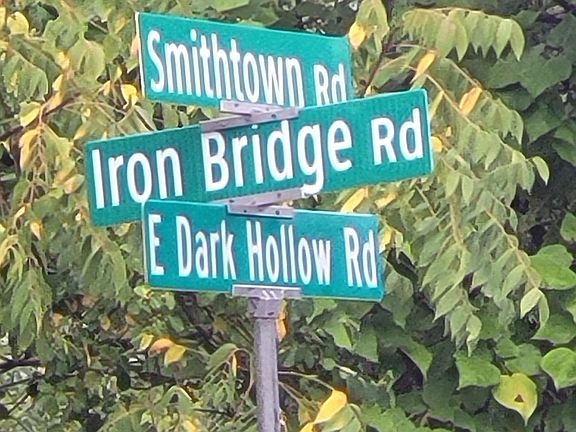 Smithtown Rd
Iron Bridge Rd
E Dark Hollow Rd